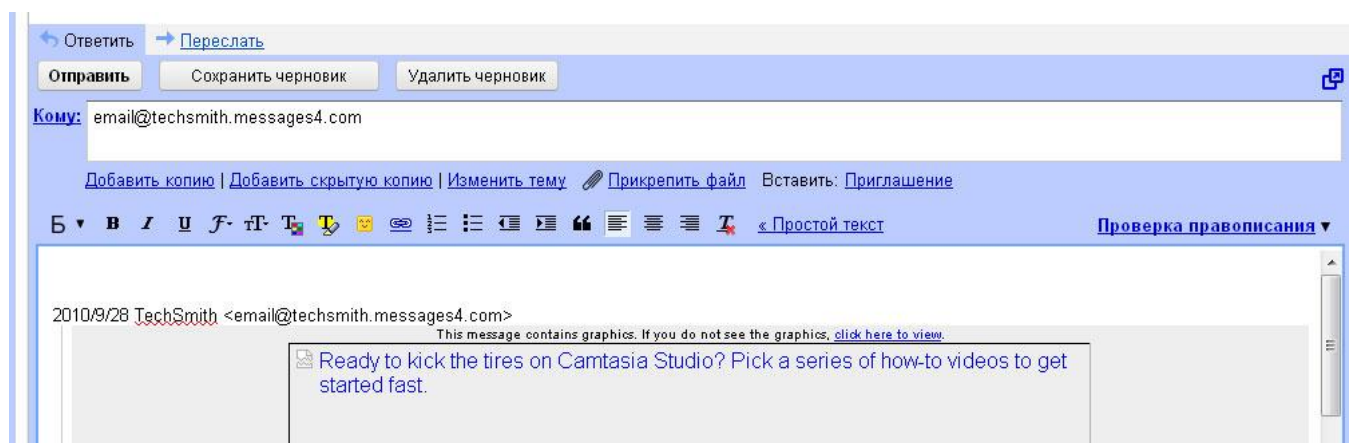 Ответить Переслать
Отправить Сохранить черновик Удалить черновик
Кому: email@techsmith.messages4.com
Добавить копию | Добавить скрытую копию | Изменить тему Прикрепить файл Вставить: Приглашение
Б B I U F T T T T « Простой текст Проверка правописания
2010/9/28 TechSmith <email@techsmith.messages4.com>
This message contains graphics. If you do not see the graphics, click here to view.
Ready to kick the tires on Camtasia Studio? Pick a series of how-to videos to get
started fast.